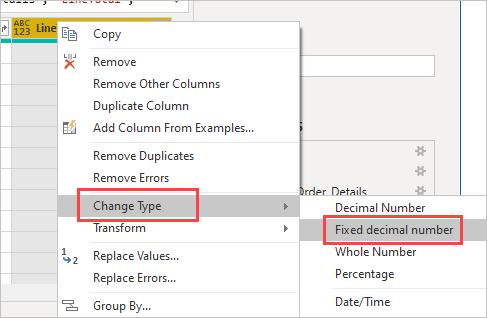 "LineTotal"
ABC
123
Line
Copy
Remove
Remove Other Columns
Duplicate Column
Add Column From Examples...
Remove Duplicates
Remove Errors
Change Type
Transform
Replace Values...
Replace Errors...
Group By...
Order_Details
Decimal Number
Fixed decimal number
Whole Number
Percentage
Date/Time